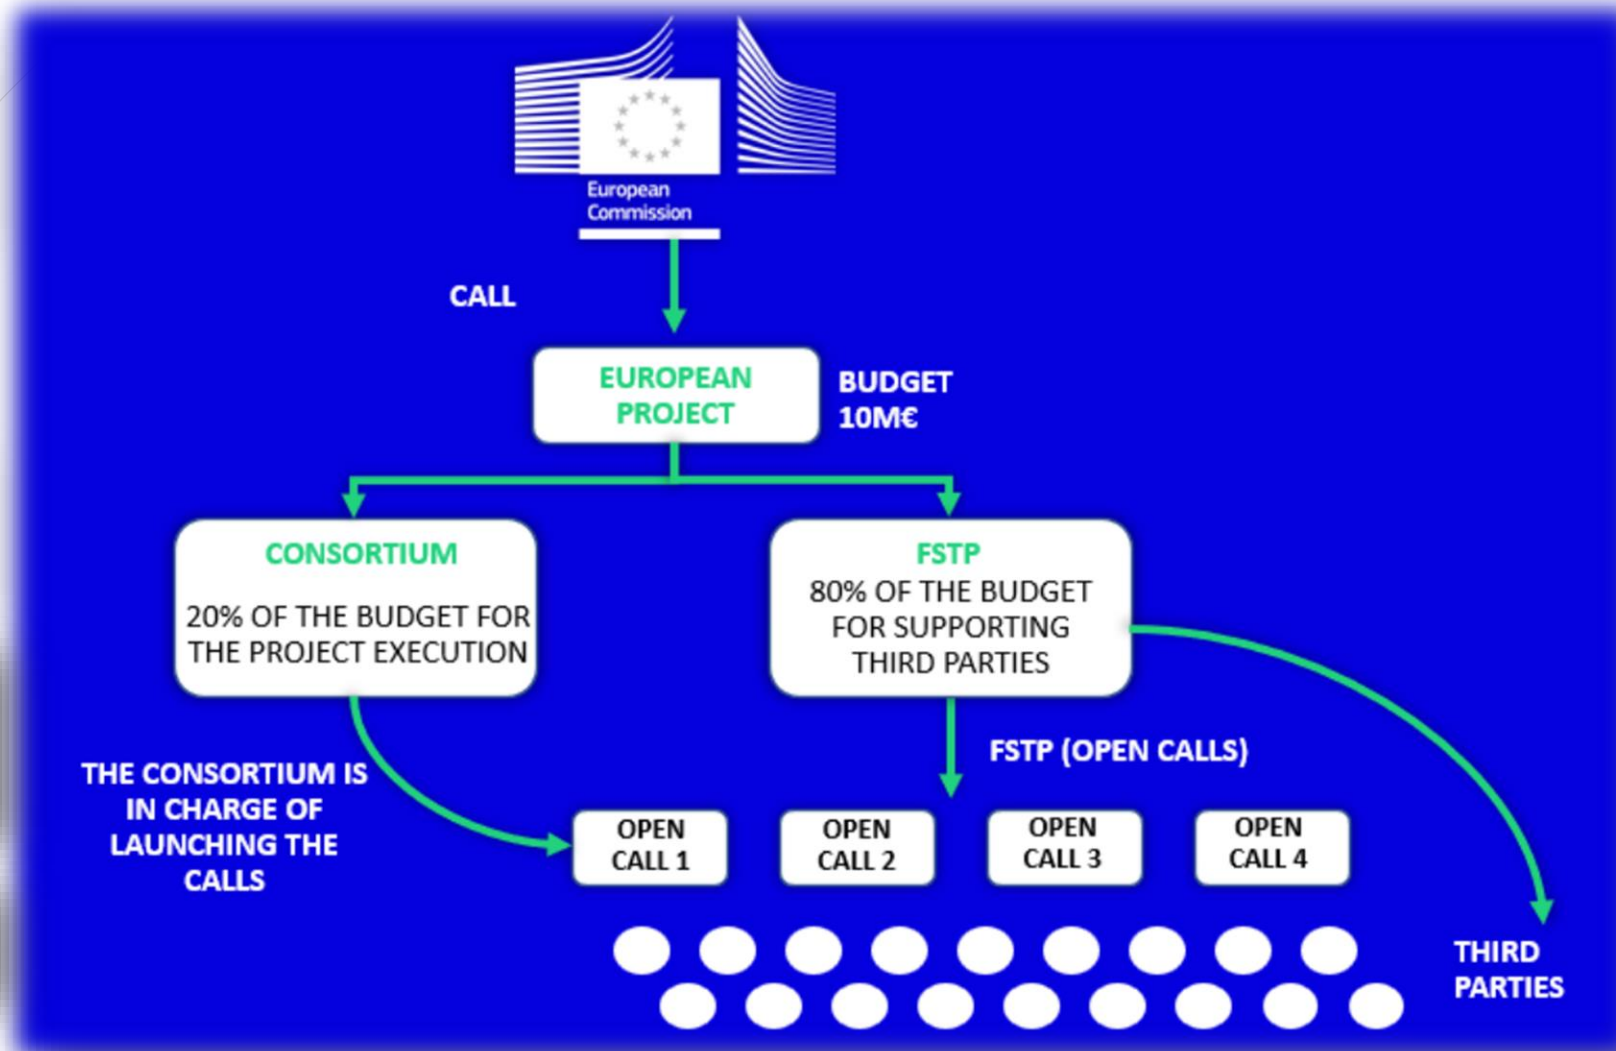 European
Commission
CALL
EUROPEAN
PROJECT
BUDGET
10M€
CONSORTIUM
20% OF THE BUDGET FOR
THE PROJECT EXECUTION
FSTP
80% OF THE BUDGET
FOR SUPPORTING
THIRD PARTIES
THE CONSORTIUM IS
IN CHARGE OF
LAUNCHING THE
CALLS
FSTP (OPEN CALLS)
OPEN
CALL 1
OPEN
CALL 2
OPEN
CALL 3
OPEN
CALL 4
THIRD
PARTIES